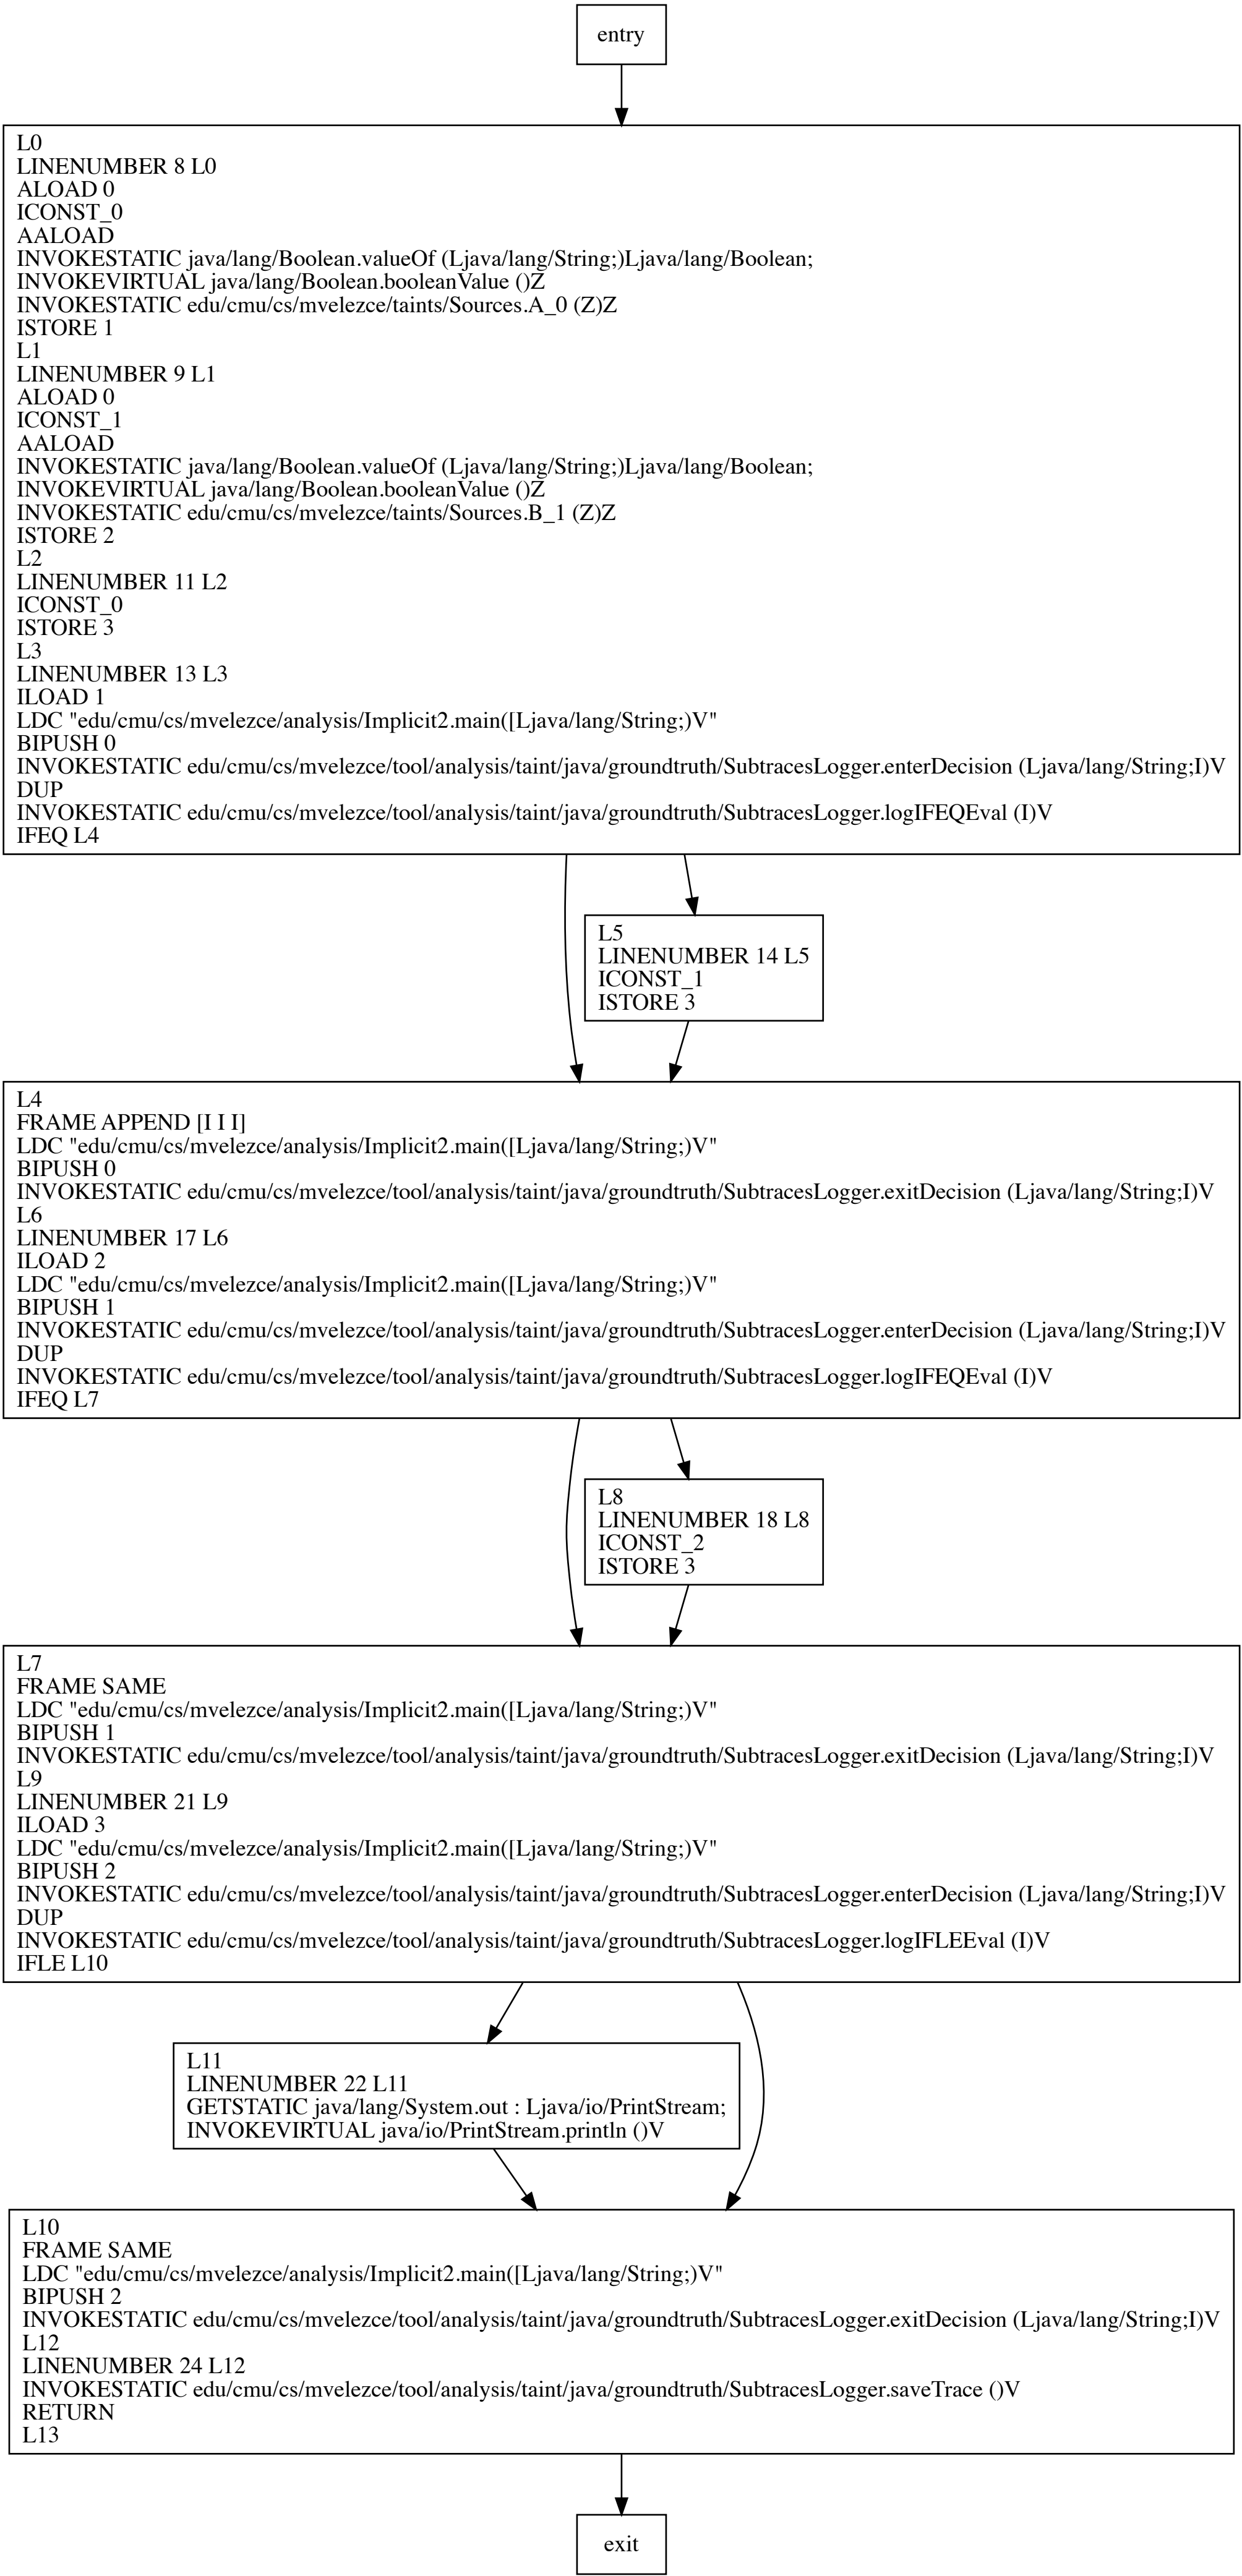 entry
L0
LINENUMBER 8 L0
ALOAD 0
ICONST_0
AALOAD
INVOKESTATIC java/lang/Boolean.valueOf (Ljava/lang/String;)Ljava/lang/Boolean;
INVOKEVIRTUAL java/lang/Boolean.booleanValue ()Z
INVOKESTATIC edu/cmu/cs/mvelezce/taints/Sources.A_0 (Z)Z
ISTORE 1
L1
LINENUMBER 9 L1
ALOAD 0
ICONST_1
AALOAD
INVOKESTATIC java/lang/Boolean.valueOf (Ljava/lang/String;)Ljava/lang/Boolean;
INVOKEVIRTUAL java/lang/Boolean.booleanValue ()Z
INVOKESTATIC edu/cmu/cs/mvelezce/taints/Sources.B_1 (Z)Z
ISTORE 2
L2
LINENUMBER 11 L2
ICONST_0
ISTORE 3
L3
LINENUMBER 13 L3
ILOAD 1
LDC "edu/cmu/cs/mvelezce/analysis/Implicit2.main([Ljava/lang/String;)V"
BIPUSH 0
INVOKESTATIC edu/cmu/cs/mvelezce/tool/analysis/taint/java/groundtruth/SubtracesLogger.enterDecision (Ljava/lang/String;I)V
DUP
INVOKESTATIC edu/cmu/cs/mvelezce/tool/analysis/taint/java/groundtruth/SubtracesLogger.logIFEQEval (I)V
IFEQ L4
L5
LINENUMBER 14 L5
ICONST_1
ISTORE 3
L4
FRAME APPEND [I I I]
LDC "edu/cmu/cs/mvelezce/analysis/Implicit2.main([Ljava/lang/String;)V"
BIPUSH 0
INVOKESTATIC edu/cmu/cs/mvelezce/tool/analysis/taint/java/groundtruth/SubtracesLogger.exitDecision (Ljava/lang/String;I)V
L6
LINENUMBER 17 L6
ILOAD 2
LDC "edu/cmu/cs/mvelezce/analysis/Implicit2.main([Ljava/lang/String;)V"
BIPUSH 1
INVOKESTATIC edu/cmu/cs/mvelezce/tool/analysis/taint/java/groundtruth/SubtracesLogger.enterDecision (Ljava/lang/String;I)V
DUP
INVOKESTATIC edu/cmu/cs/mvelezce/tool/analysis/taint/java/groundtruth/SubtracesLogger.logIFEQEval (I)V
IFEQ L7
L8
LINENUMBER 18 L8
ICONST_2
ISTORE 3
L7
FRAME SAME
LDC "edu/cmu/cs/mvelezce/analysis/Implicit2.main([Ljava/lang/String;)V"
BIPUSH 1
INVOKESTATIC edu/cmu/cs/mvelezce/tool/analysis/taint/java/groundtruth/SubtracesLogger.exitDecision (Ljava/lang/String;I)V
L9
LINENUMBER 21 L9
ILOAD 3
LDC "edu/cmu/cs/mvelezce/analysis/Implicit2.main([Ljava/lang/String;)V"
BIPUSH 2
INVOKESTATIC edu/cmu/cs/mvelezce/tool/analysis/taint/java/groundtruth/SubtracesLogger.enterDecision (Ljava/lang/String;I)V
DUP
INVOKESTATIC edu/cmu/cs/mvelezce/tool/analysis/taint/java/groundtruth/SubtracesLogger.logIFLEEval (I)V
IFLE L10
L11
LINENUMBER 22 L11
GETSTATIC java/lang/System.out : Ljava/io/PrintStream;
INVOKEVIRTUAL java/io/PrintStream.println ()V
L10
FRAME SAME
LDC "edu/cmu/cs/mvelezce/analysis/Implicit2.main([Ljava/lang/String;)V"
BIPUSH 2
INVOKESTATIC edu/cmu/cs/mvelezce/tool/analysis/taint/java/groundtruth/SubtracesLogger.exitDecision (Ljava/lang/String;I)V
L12
LINENUMBER 24 L12
INVOKESTATIC edu/cmu/cs/mvelezce/tool/analysis/taint/java/groundtruth/SubtracesLogger.saveTrace ()V
RETURN
L13
exit